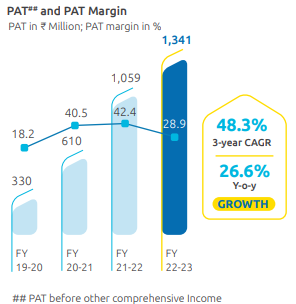 PAT## and PAT Margin
PAT in ₹ Million; PAT margin in %
1,341
1,059
40.5
42.4
18.2
610
28.9
330
48.3%
3-year CAGR
26.6%
Y-o-y
GROWTH
FY FY FY FY
19-20 20-21 21-22 22-23
## PAT before other comprehensive Income